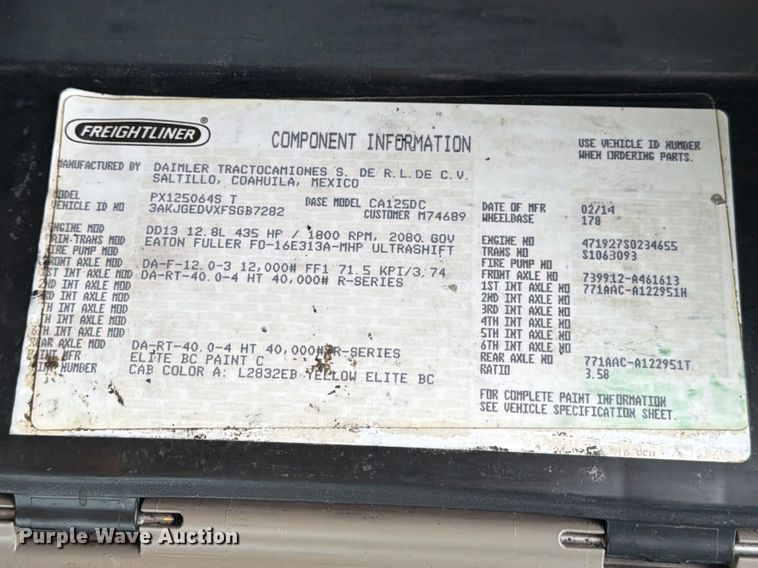 FREIGHTLINER®
COMPONENT INFORMATION
USE VEHICLE ID NUMBER
WHEN ORDERING PARTS.
MANUFACTURED BY DAIMLER TRACTOCAMIONES S. DE R.L.DE C.V.
SALTILLO, COAHUILA, MEXICO
MODEL PX125064S T BASE MODEL CA125DC DATE OF MFR 02/14
VEHICLE ID NO 3AKJGEDVXFSGB7282 CUSTOMER M74689 WHEELBASE 178
ENGINE MOD DD13 12.8L 435 HP / 1800 RPM, 2080 GOV ENGINE NO 471927S0234655
MAIN-TRANS MOD EATON FULLER FO-16E313A-MHP ULTRASHIFT TRANS NO S1063093
FIRE PUMP MOD FIRE PUMP NO
FRONT AXLE MOD DA-F-12.0-3 12,000# FF1 71.5 KPI/3.74 FRONT AXLE NO 739912-A461613
1ST INT AXLE MOD DA-RT-40.0-4 HT 40,000# R-SERIES 1ST INT AXLE NO 771AAC-A122951H
2ND INT AXLE MOD 2ND INT AXLE NO
3RD INT AXLE MOD 3RD INT AXLE NO
4TH INT AXLE MOD 4TH INT AXLE NO
5TH INT AXLE MOD 5TH INT AXLE NO
6TH INT AXLE MOD 6TH INT AXLE NO
REAR AXLE MOD DA-RT-40.0-4 HT 40,000# R-SERIES REAR AXLE NO 771AAC-A122951T
PAINT MFR ELITE BC PAINT C RATIO 3.58
PAINT NUMBER CAB COLOR A: L2832EB YELLOW ELITE BC
FOR COMPLETE PAINT INFORMATION
SEE VEHICLE SPECIFICATION SHEET.
Purple Wave Auction
Purple Wave Auction